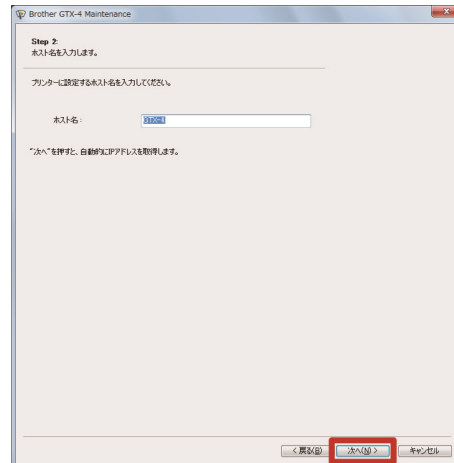 Brother GTX-4 Maintenance
Step 2:
ホスト名を入力します。
プリンターに設定するホスト名を入力してください。
ホスト名： GTX-4
"次へ"を押すと、自動的にIPアドレスを取得します。
< 戻る(B) 次へ(N) > キャンセル